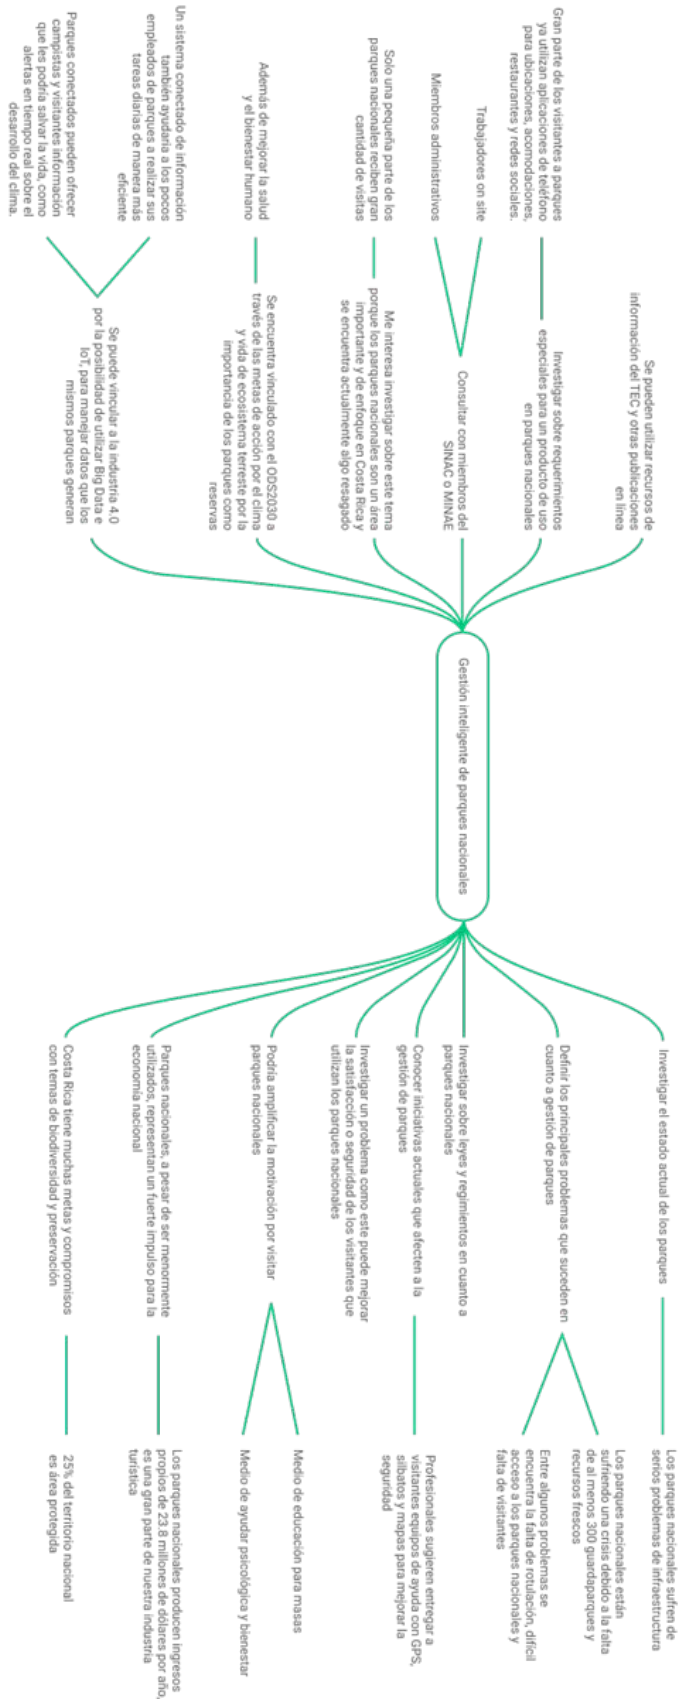 Gestión inteligente de parques nacionales
Se pueden utilizar recursos de
información del TEC y otras publicaciones
en línea
Gran parte de los visitantes a parques
ya utilizan aplicaciones de teléfono
para ubicaciones, acomodaciones,
restaurantes y redes sociales.
Investigar sobre requerimientos
especiales para un producto de uso
en parques nacionales
Trabajadores on site
Miembros administrativos
Consultar con miembros del
SINAC o MINAE
Solo una pequeña parte de los
parques nacionales reciben gran
cantidad de visitas
Me interesa investigar sobre este tema
porque los parques nacionales son un área
importante y de enfoque en Costa Rica y
se encuentra actualmente algo resagado
Además de mejorar la salud
y el bienestar humano
Se encuentra vinculado con el ODS2030 a
través de las metas de acción por el clima
y vida de ecosistema terreste por la
importancia de los parques como
reservas
Un sistema conectado de información
también ayudaría a los pocos
empleados de parques a realizar sus
tareas diarias de manera más
eficiente
Parques conectados pueden ofrecer
campistas y visitantes información
que les podría salvar la vida, como
alertas en tiempo real sobre el
desarrollo del clima.
Se puede vincular a la industria 4.0
por la posibilidad de utilizar Big Data e
IoT, para manejar datos que los
mismos parques generan
Investigar el estado actual de los parques
Los parques nacionales sufren de
serios problemas de infraestructura
Definir los principales problemas que suceden en
cuanto a gestión de parques
Los parques nacionales están
sufriendo una crisis debido a la falta
de al menos 300 guardaparques y
recursos frescos
Entre algunos problemas se
encuentra la falta de rotulación, difícil
acceso a los parques nacionales y
falta de visitantes
Investigar sobre leyes y regimientos en cuanto a
parques nacionales
Conocer iniciativas actuales que afecten a la
gestión de parques
Profesionales sugieren entregar a
visitantes equipos de ayuda con GPS,
silbatos y mapas para mejorar la
seguridad
Investigar un problema como este puede mejorar
la satisfacción o seguridad de los visitantes que
utilizan los parques nacionales
Podría amplificar la motivación por visitar
parques nacionales
Medio de educación para masas
Medio de ayudar psicológica y bienestar
Parques nacionales, a pesar de ser menormente
utilizados, representan un fuerte impulso para la
economía nacional
Los parques nacionales producen ingresos
propios de 23.8 millones de dólares por año,
es una gran parte de nuestra industria
turística
Costa Rica tiene muchas metas y compromisos
con temas de biodiversidad y preservación
25% del territorio nacional
es área protegida